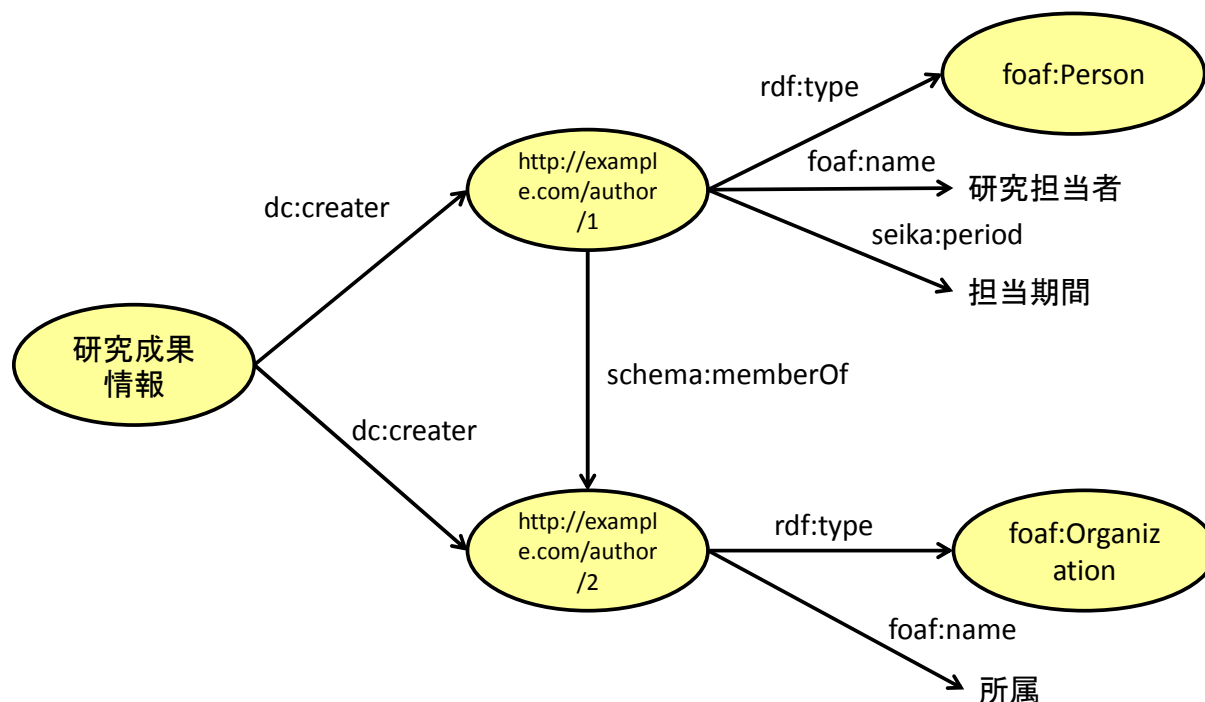 foaf:Person
rdf:type
http://exampl
e.com/author
/1
foaf:name
研究担当者
dc:creater
seika:period
担当期間
研究成果
情報
schema:memberOf
dc:creater
http://exampl
e.com/author
/2
rdf:type
foaf:Organiz
ation
foaf:name
所属